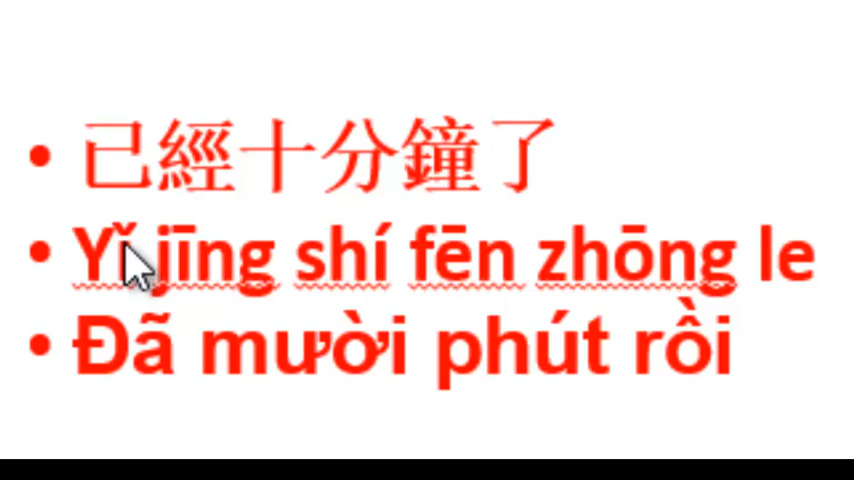 • 已經十分鐘了
• Yǐ jīng shí fēn zhōng le
• Đã mười phút rồi